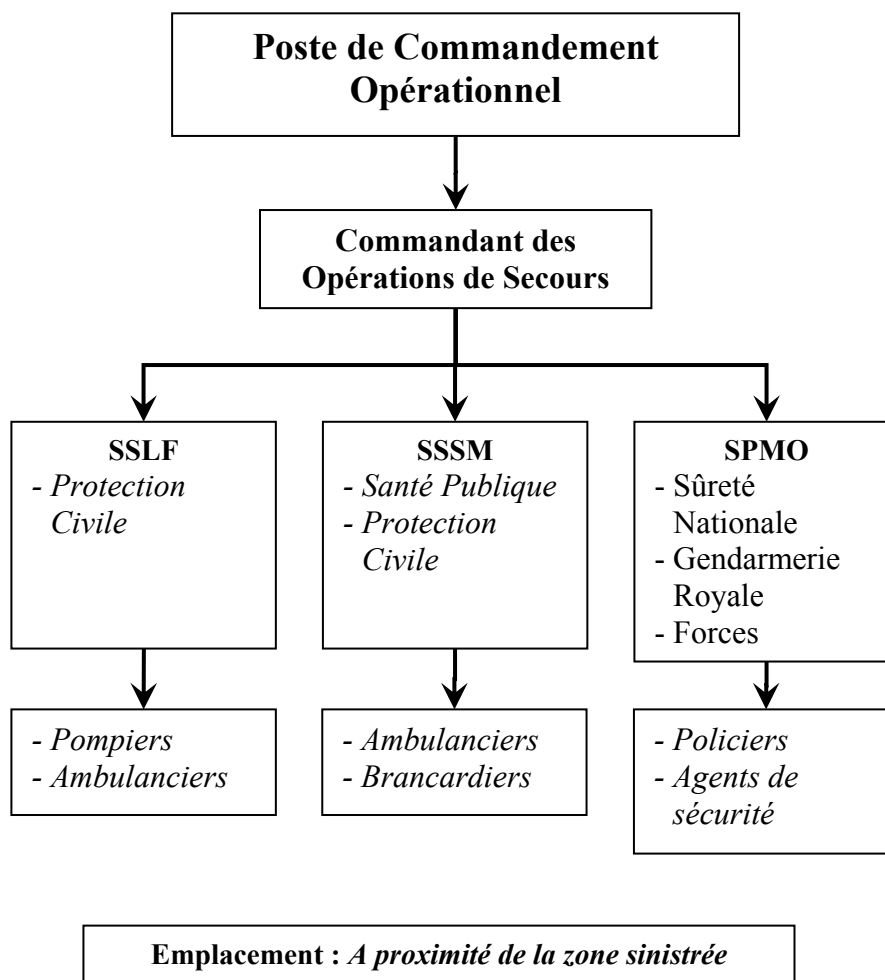 Poste de Commandement
Opérationnel
Commandant des
Opérations de Secours
SSLF
- Protection
Civile
SSSM
- Santé Publique
- Protection
Civile
SPMO
- Sûreté
Nationale
- Gendarmerie
Royale
- Forces
- Pompiers
- Ambulanciers
- Ambulanciers
- Brancardiers
- Policiers
- Agents de
sécurité
Emplacement : A proximité de la zone sinistrée